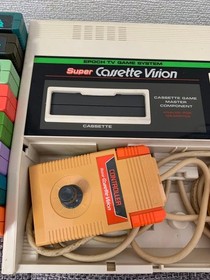 EPOCH TV GAME SYSTEM
Super Cassette Vision
CASSETTE GAME
MASTER
COMPONENT
CASSETTE
CONTROLLER
Super Cassette Vision